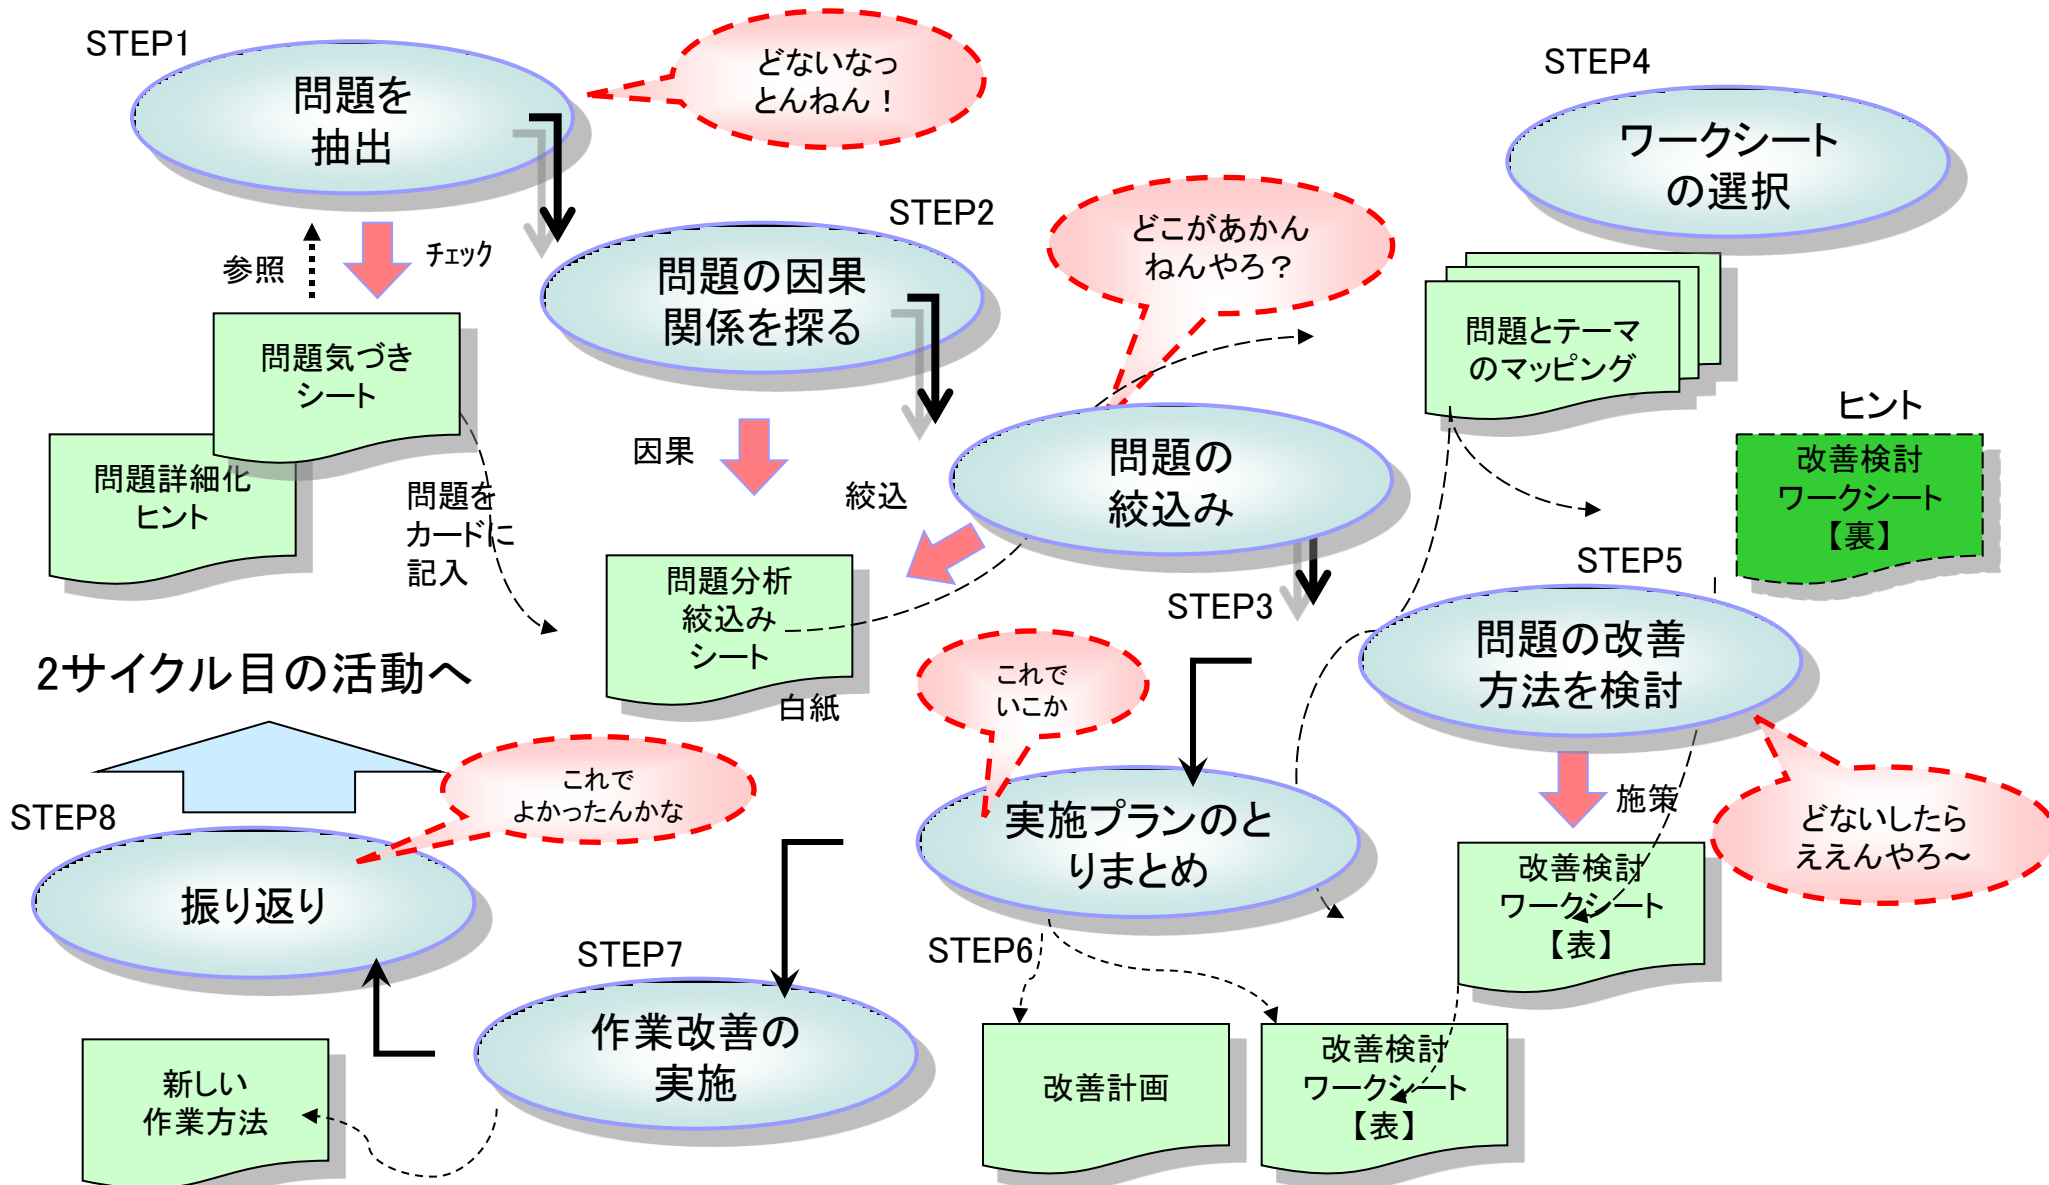 STEP1
問題を
抽出
どないなっ
とんねん！
参照
チェック
問題気づき
シート
問題詳細化
ヒント
問題を
カードに
記入
STEP2
問題の因果
関係を探る
因果
どこがあかん
ねんやろ？
問題の
絞込み
絞込
STEP3
問題分析
絞込み
シート
白紙
STEP4
ワークシート
の選択
問題とテーマ
のマッピング
ヒント
改善検討
ワークシート
【裏】
STEP5
問題の改善
方法を検討
施策
どないしたら
ええんやろ～
改善検討
ワークシート
【表】
これで
いこか
実施プランのと
りまとめ
STEP6
改善計画
改善検討
ワークシート
【表】
STEP7
作業改善の
実施
新しい
作業方法
2サイクル目の活動へ
これで
よかったんかな
STEP8
振り返り